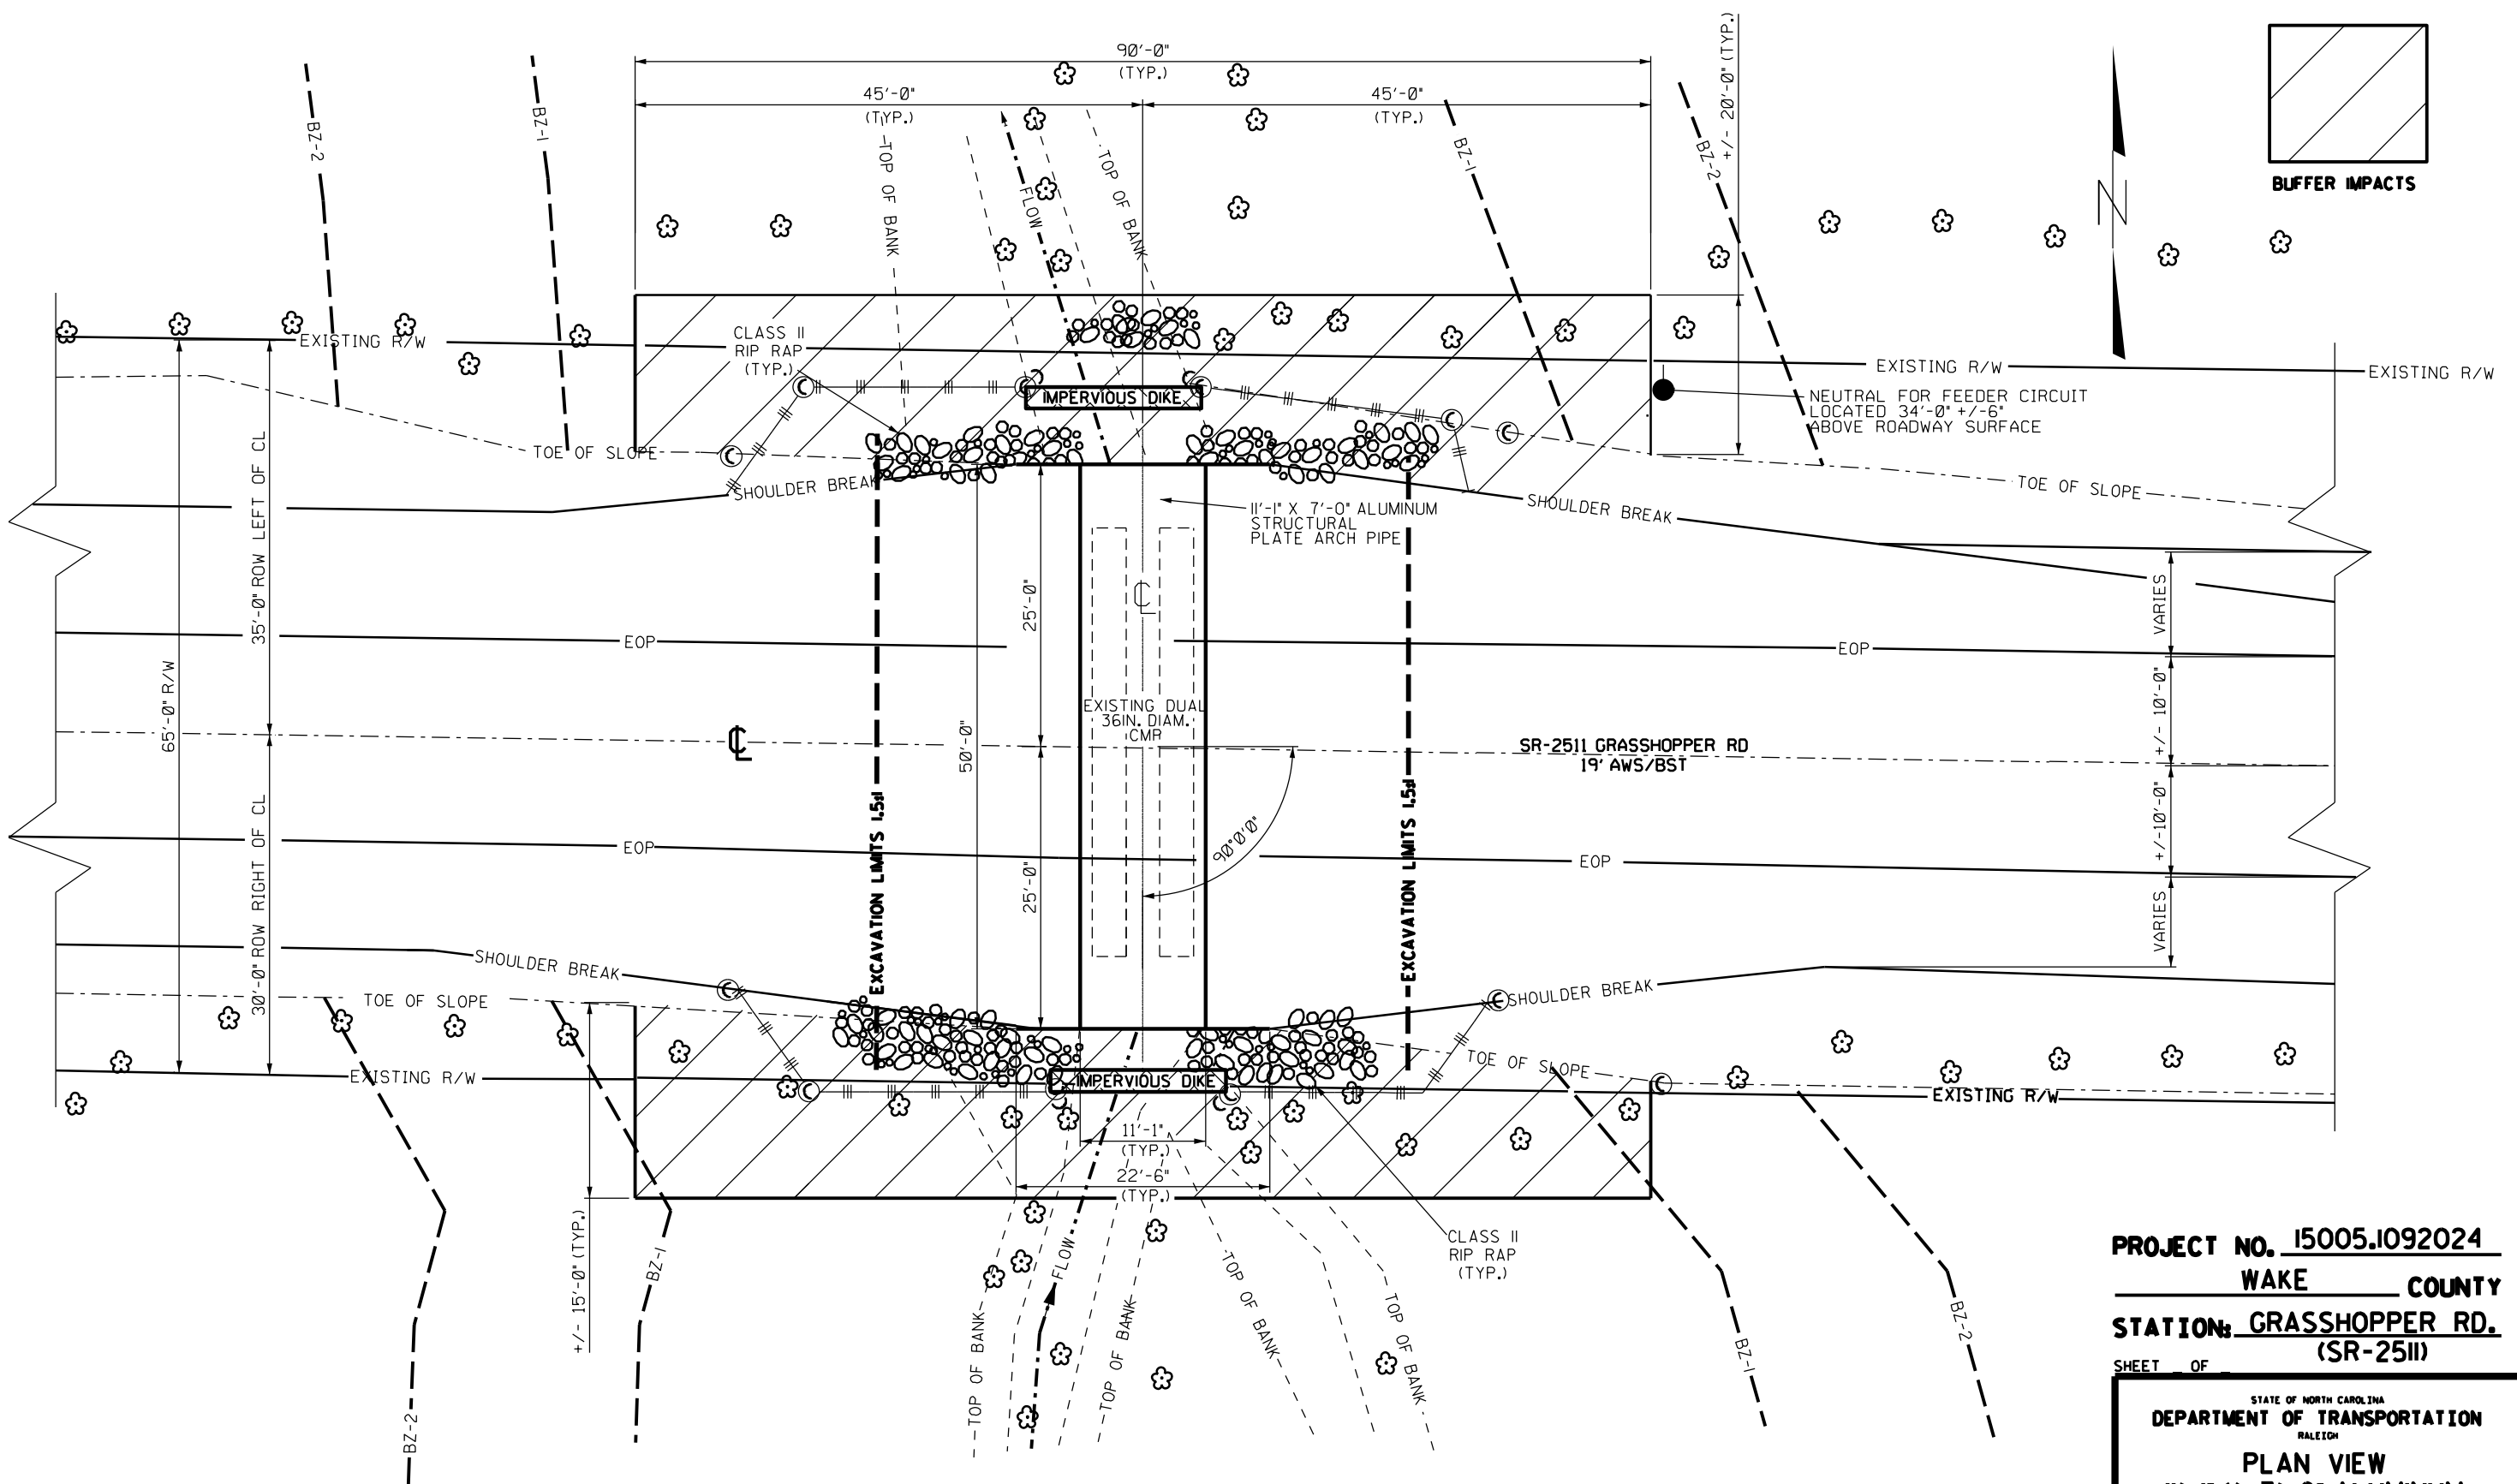 90'-0"
(TYP.)
45'-0"
(TYP.)
45'-0"
(TYP.)
+/- 20'-0" (TYP.)
BUFFER IMPACTS
N
BZ-2
BZ-1
TOP OF BANK
FLOW
TOP OF BANK
BZ-1
BZ-2
EXISTING R/W
CLASS II
RIP RAP
(TYP.)
EXISTING R/W
EXISTING R/W
IMPERVIOUS DIKE
NEUTRAL FOR FEEDER CIRCUIT
LOCATED 34'-0" +/-6"
ABOVE ROADWAY SURFACE
TOE OF SLOPE
SHOULDER BREAK
TOE OF SLOPE
SHOULDER BREAK
11'-1" X 7'-0" ALUMINUM
STRUCTURAL
PLATE ARCH PIPE
35'-0" ROW LEFT OF CL
65'-0" R/W
25'-0"
CL
VARIES
EOP
EOP
+/- 10'-0"
EXISTING DUAL
36IN. DIAM.
CMP
CL
50'-0"
SR-2511 GRASSHOPPER RD
19' AWS/BST
+/-10'-0"
EXCAVATION LIMITS 1.5:1
EXCAVATION LIMITS 1.5:1
90°0'0"
EOP
EOP
25'-0"
30'-0" ROW RIGHT OF CL
VARIES
SHOULDER BREAK
SHOULDER BREAK
TOE OF SLOPE
TOE OF SLOPE
EXISTING R/W
IMPERVIOUS DIKE
EXISTING R/W
11'-1"
(TYP.)
22'-6"
(TYP.)
+/- 15'-0" (TYP.)
CLASS II
RIP RAP
(TYP.)
BZ-1
FLOW
TOP OF BANK
TOP OF BANK
TOP OF BANK
TOP OF BANK
BZ-1
BZ-2
BZ-2
PROJECT NO. 15005.1092024
WAKE COUNTY
STATION: GRASSHOPPER RD.
(SR-2511)
SHEET _ OF _
STATE OF NORTH CAROLINA
DEPARTMENT OF TRANSPORTATION
RALEIGH
PLAN VIEW